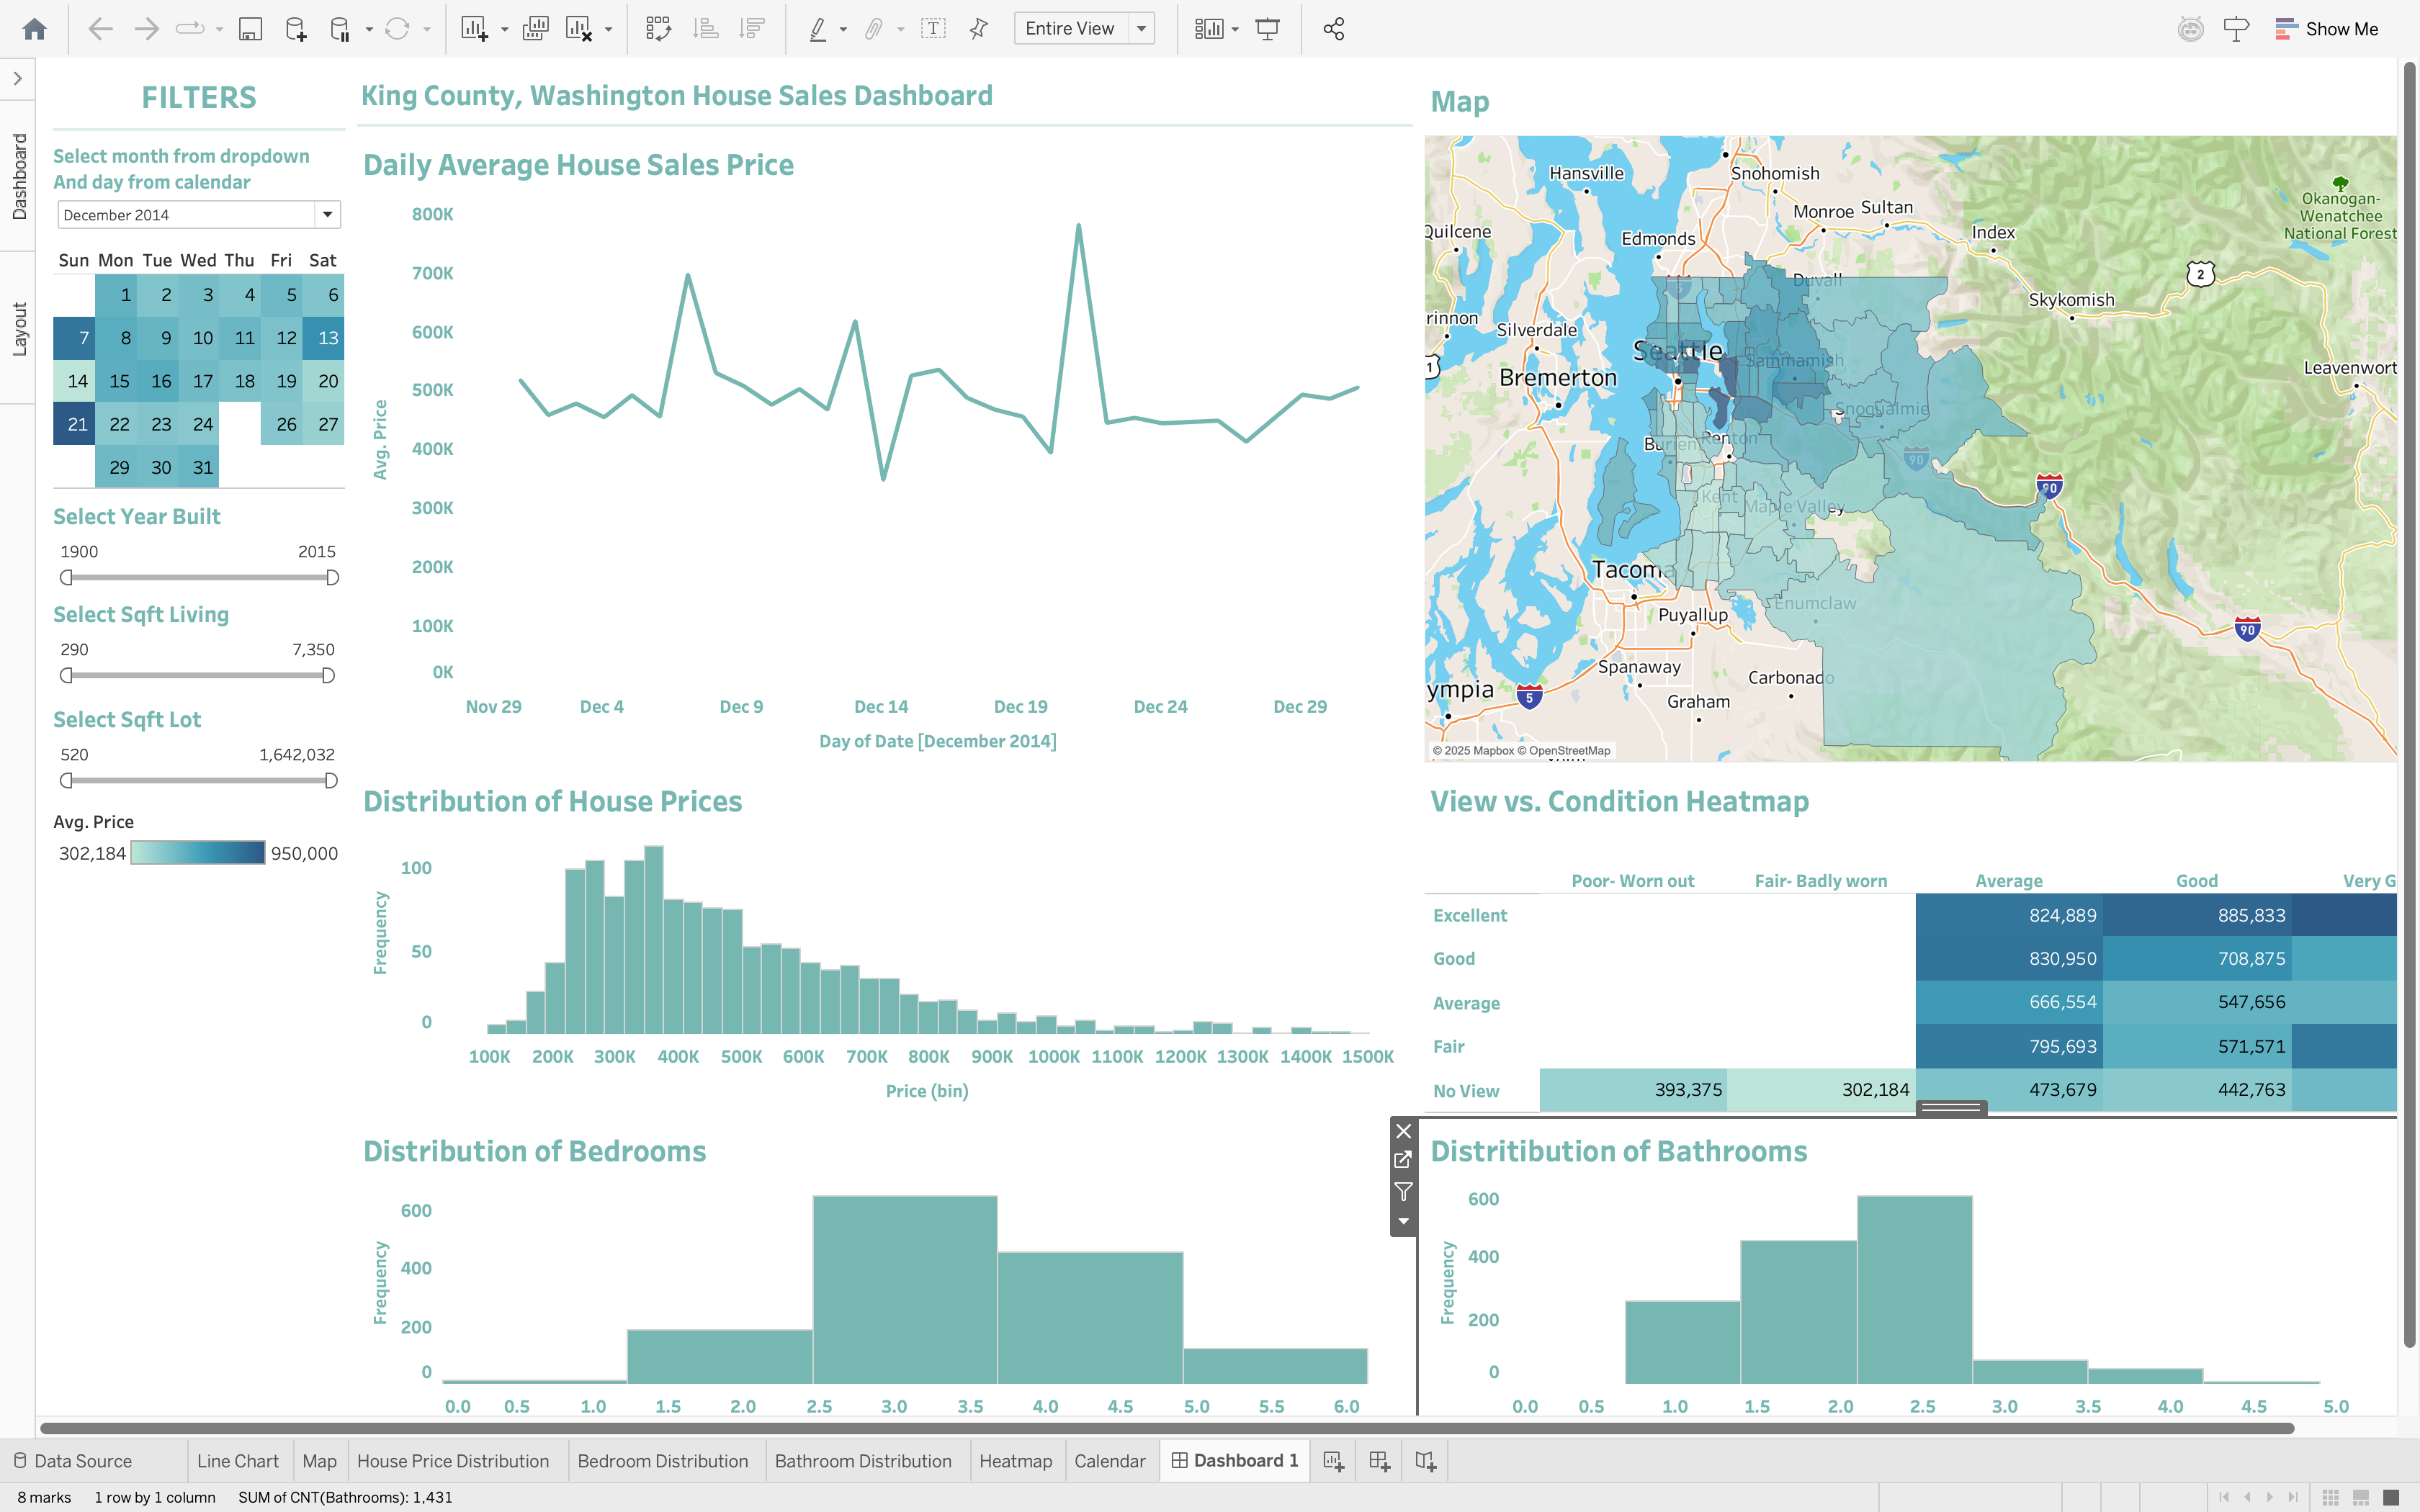 Entire View
Show Me
Dashboard
Layout
FILTERS
Select month from dropdown
And day from calendar
December 2014
Sun Mon Tue Wed Thu Fri Sat
1 2 3 4 5 6
7 8 9 10 11 12 13
14 15 16 17 18 19 20
21 22 23 24 26 27
29 30 31
Select Year Built
1900 2015
Select Sqft Living
290 7,350
Select Sqft Lot
520 1,642,032
Avg. Price
302,184 950,000
King County, Washington House Sales Dashboard
Daily Average House Sales Price
Avg. Price
800K
700K
600K
500K
400K
300K
200K
100K
0K
Nov 29 Dec 4 Dec 9 Dec 14 Dec 19 Dec 24 Dec 29
Day of Date [December 2014]
Map
Hansville
Snohomish
Okanogan-
Wenatchee
National Forest
Monroe Sultan
Quilcene
Edmonds
Index
2
5
Duvall
Skykomish
rinnon
Silverdale
Seattle
Sammamish
1
Bremerton
Leavenwort
Snoqualmie
Burien Renton
90
90
Kent
Maple Valley
Tacoma
Enumclaw
Puyallup
90
Spanaway
Carbonado
ympia
5
Graham
© 2025 Mapbox © OpenStreetMap
Distribution of House Prices
Frequency
100
50
0
100K 200K 300K 400K 500K 600K 700K 800K 900K 1000K 1100K 1200K 1300K 1400K 1500K
Price (bin)
View vs. Condition Heatmap
Poor- Worn out Fair- Badly worn Average Good Very G
Excellent 824,889 885,833
Good 830,950 708,875
Average 666,554 547,656
Fair 795,693 571,571
No View 393,375 302,184 473,679 442,763
Distribution of Bedrooms
Frequency
600
400
200
0
0.0 0.5 1.0 1.5 2.0 2.5 3.0 3.5 4.0 4.5 5.0 5.5 6.0
Distritibution of Bathrooms
Frequency
600
400
200
0
0.0 0.5 1.0 1.5 2.0 2.5 3.0 3.5 4.0 4.5 5.0
Data Source Line Chart Map House Price Distribution Bedroom Distribution Bathroom Distribution Heatmap Calendar Dashboard 1
8 marks 1 row by 1 column SUM of CNT(Bathrooms): 1,431